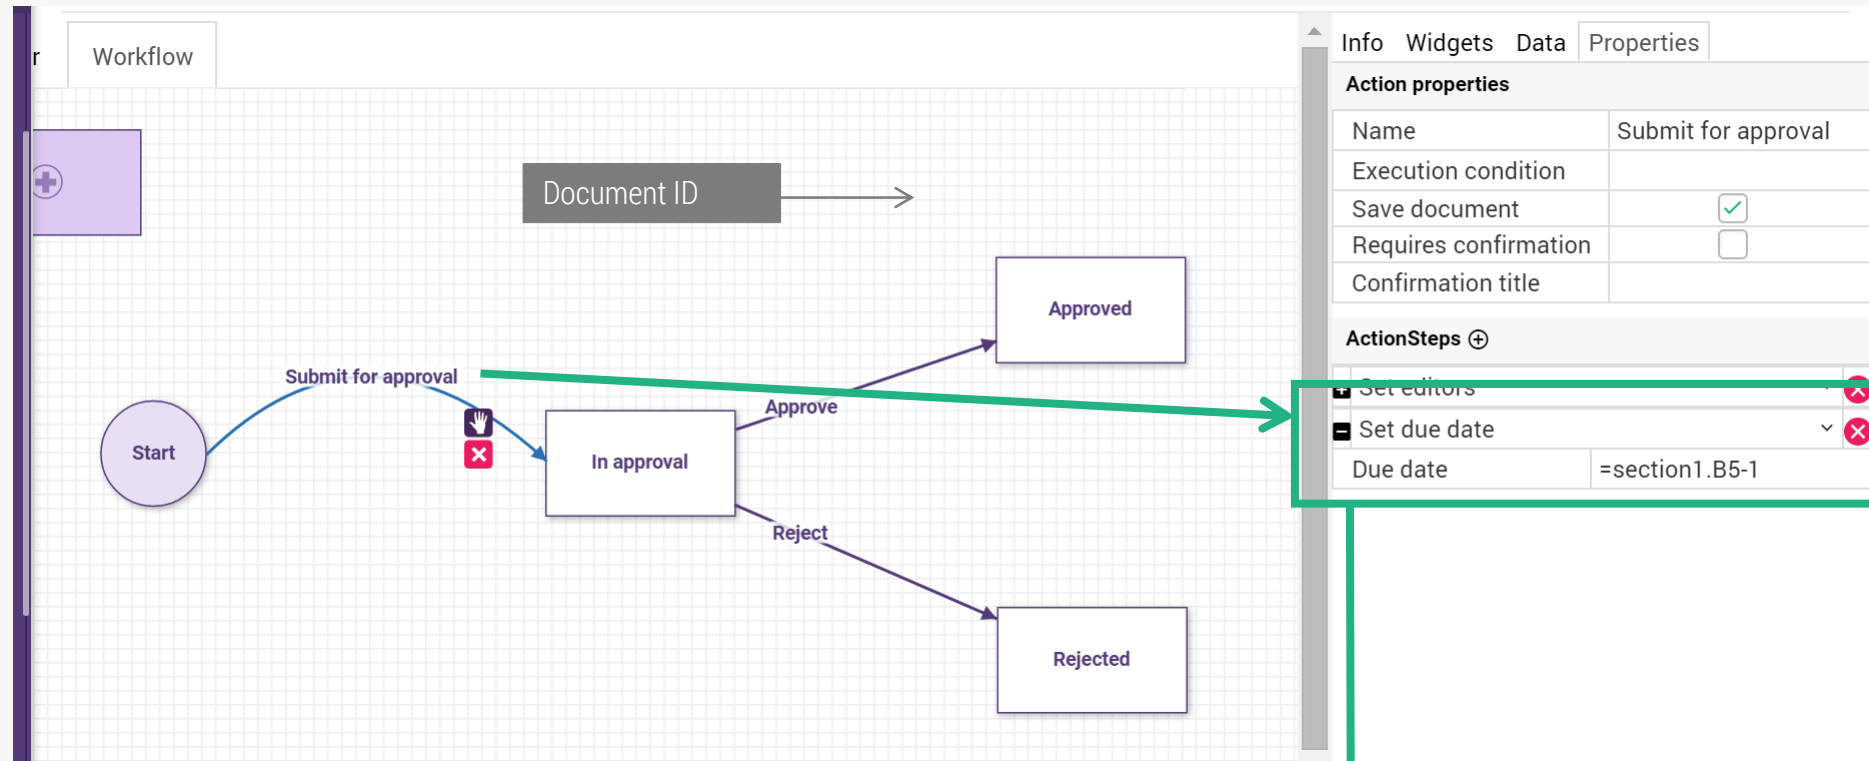 r
Workflow
Info Widgets Data Properties
Action properties
Name Submit for approval
Execution condition
Save document
Requires confirmation
Confirmation title
ActionSteps
Set editors
Set due date
Due date =section1.B5-1
Document ID
Approved
Submit for approval
Approve
Start
In approval
Reject
Rejected